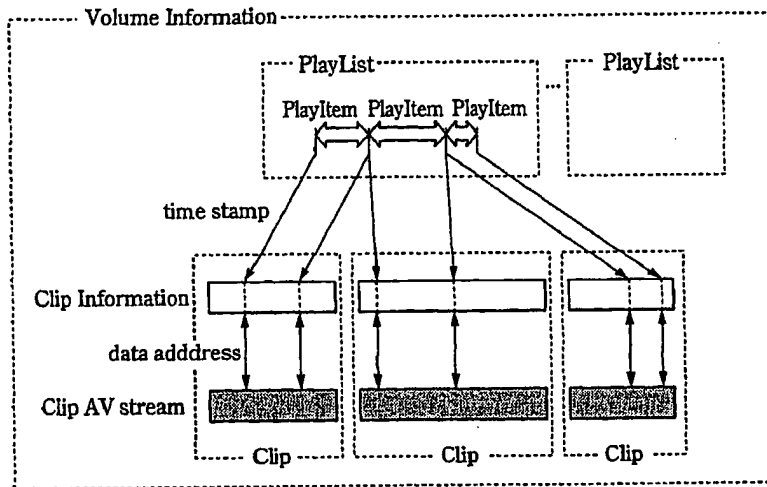 Volume Information
PlayList
...
PlayList
PlayItem PlayItem PlayItem
time stamp
Clip Information
data adddress
Clip AV stream
Clip
Clip
Clip